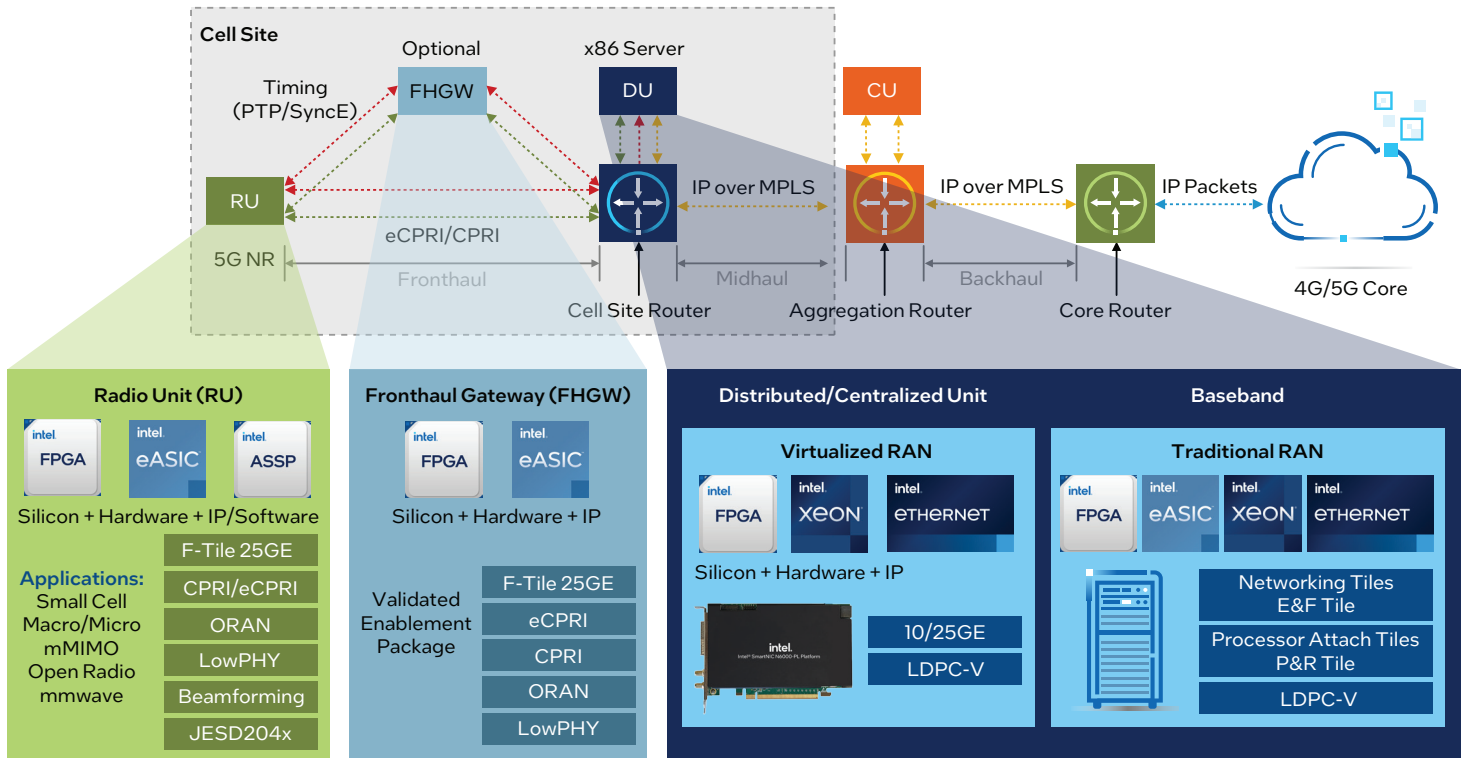 Cell Site
Optional
x86 Server
Timing
(PTP/SyncE)
FHGW
DU
CU
RU
IP over MPLS
IP over MPLS
IP Packets
eCPRI/CPRI
5G NR
Fronthaul
Midhaul
Backhaul
4G/5G Core
Cell Site Router
Aggregation Router
Core Router
Radio Unit (RU)
intel.
FPGA
intel.
eASIC
intel.
ASSP
Silicon + Hardware + IP/Software
Applications:
Small Cell
Macro/Micro
mMIMO
Open Radio
mmwave
F-Tile 25GE
CPRI/eCPRI
ORAN
LowPHY
Beamforming
JESD204x
Fronthaul Gateway (FHGW)
intel.
FPGA
intel.
eASIC
Silicon + Hardware + IP
Validated
Enablement
Package
F-Tile 25GE
eCPRI
CPRI
ORAN
LowPHY
Distributed/Centralized Unit
Virtualized RAN
intel.
FPGA
intel.
xeon
intel.
eTHeRNeT
Silicon + Hardware + IP
intel.
Intel® SmartNIC N6000-PL Platform
10/25GE
LDPC-V
Baseband
Traditional RAN
intel.
FPGA
intel.
eASIC
intel.
xeon
intel.
eTHeRNeT
Networking Tiles
E&F Tile
Processor Attach Tiles
P&R Tile
LDPC-V